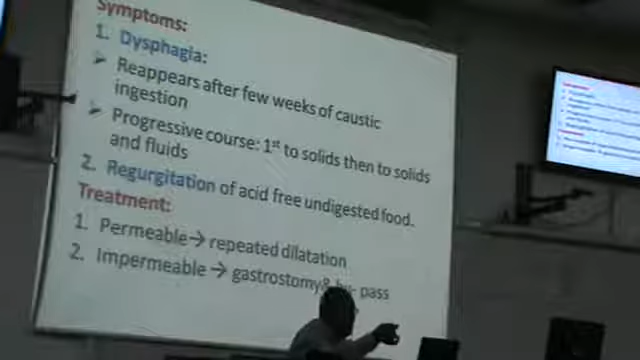 Symptoms:
1. Dysphagia:
➢ Reappears after few weeks of caustic
ingestion
➢ Progressive course: 1st to solids then to solids
and fluids
2. Regurgitation of acid free undigested food.
Treatment:
1. Permeable→ repeated dilatation
2. Impermeable → gastrostomy& by- pass